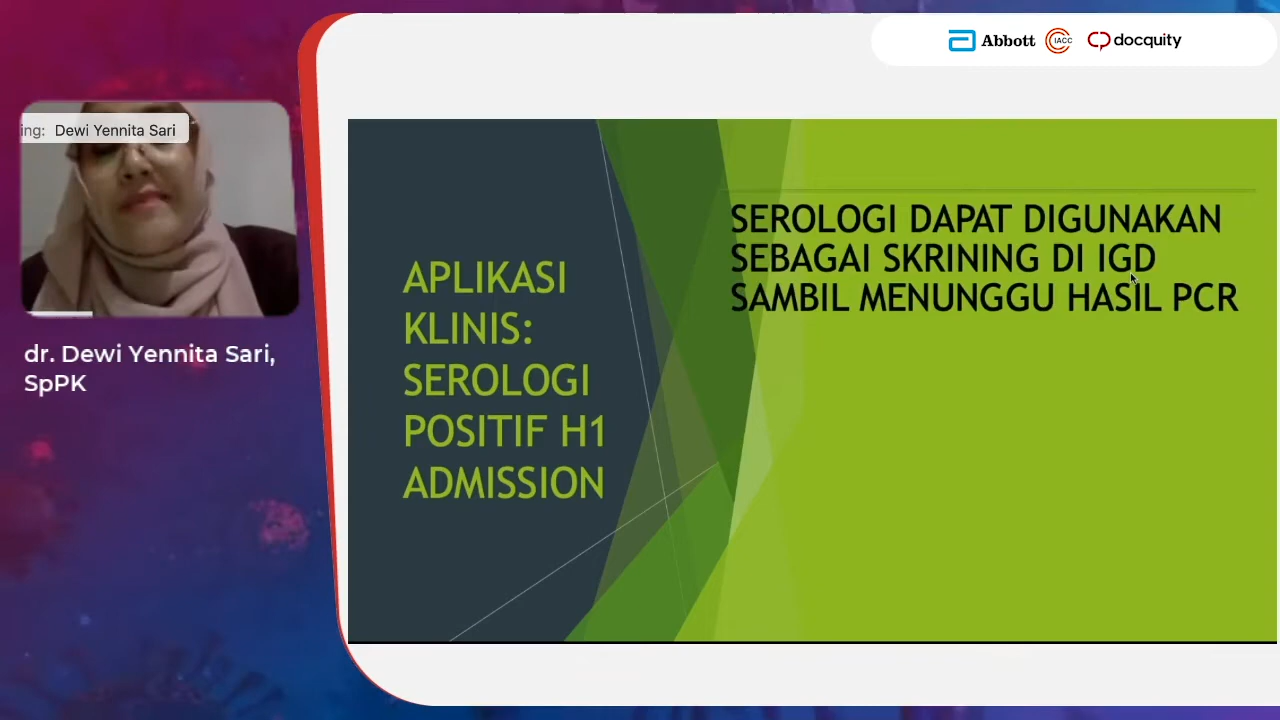 Abbott
IACC
docquity
ing: Dewi Yennita Sari
dr. Dewi Yennita Sari,
SpPK
APLIKASI
KLINIS:
SEROLOGI
POSITIF H1
ADMISSION
SEROLOGI DAPAT DIGUNAKAN
SEBAGAI SKRINING DI IGD
SAMBIL MENUNGGU HASIL PCR